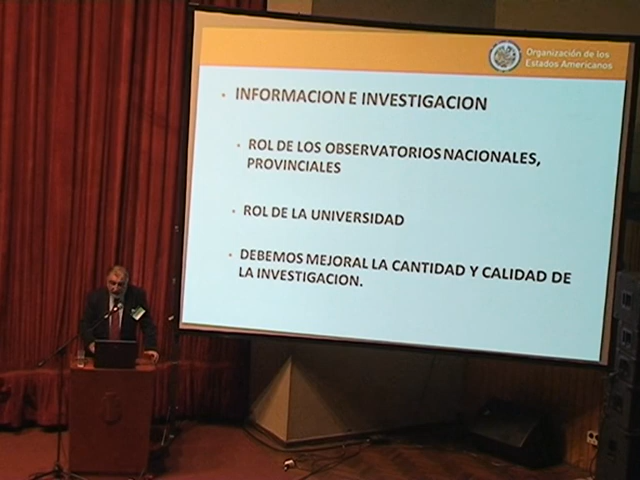 Organización de los
Estados Americanos
INFORMACION E INVESTIGACION
ROL DE LOS OBSERVATORIOS NACIONALES,
PROVINCIALES
ROL DE LA UNIVERSIDAD
DEBEMOS MEJORAL LA CANTIDAD Y CALIDAD DE
LA INVESTIGACION.